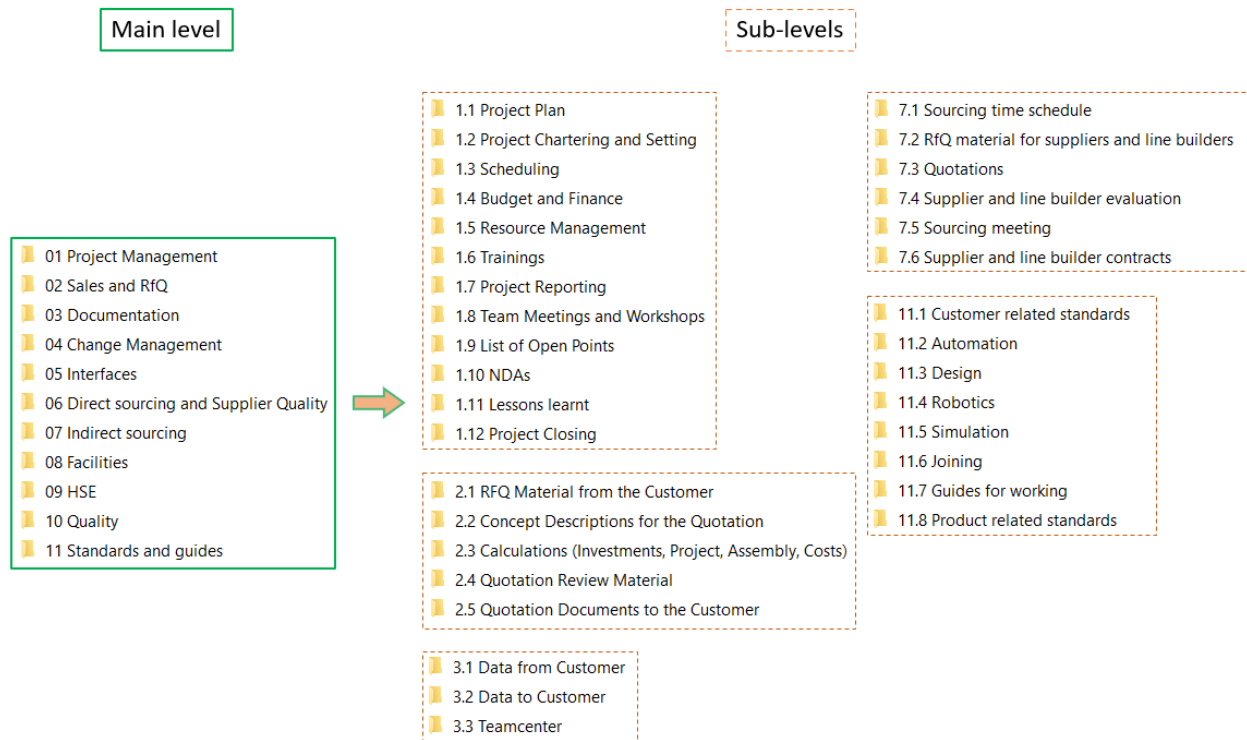 Main level
Sub-levels
01 Project Management
02 Sales and RfQ
03 Documentation
04 Change Management
05 Interfaces
06 Direct sourcing and Supplier Quality
07 Indirect sourcing
08 Facilities
09 HSE
10 Quality
11 Standards and guides
1.1 Project Plan
1.2 Project Chartering and Setting
1.3 Scheduling
1.4 Budget and Finance
1.5 Resource Management
1.6 Trainings
1.7 Project Reporting
1.8 Team Meetings and Workshops
1.9 List of Open Points
1.10 NDAs
1.11 Lessons learnt
1.12 Project Closing
2.1 RFQ Material from the Customer
2.2 Concept Descriptions for the Quotation
2.3 Calculations (Investments, Project, Assembly, Costs)
2.4 Quotation Review Material
2.5 Quotation Documents to the Customer
3.1 Data from Customer
3.2 Data to Customer
3.3 Teamcenter
7.1 Sourcing time schedule
7.2 RfQ material for suppliers and line builders
7.3 Quotations
7.4 Supplier and line builder evaluation
7.5 Sourcing meeting
7.6 Supplier and line builder contracts
11.1 Customer related standards
11.2 Automation
11.3 Design
11.4 Robotics
11.5 Simulation
11.6 Joining
11.7 Guides for working
11.8 Product related standards